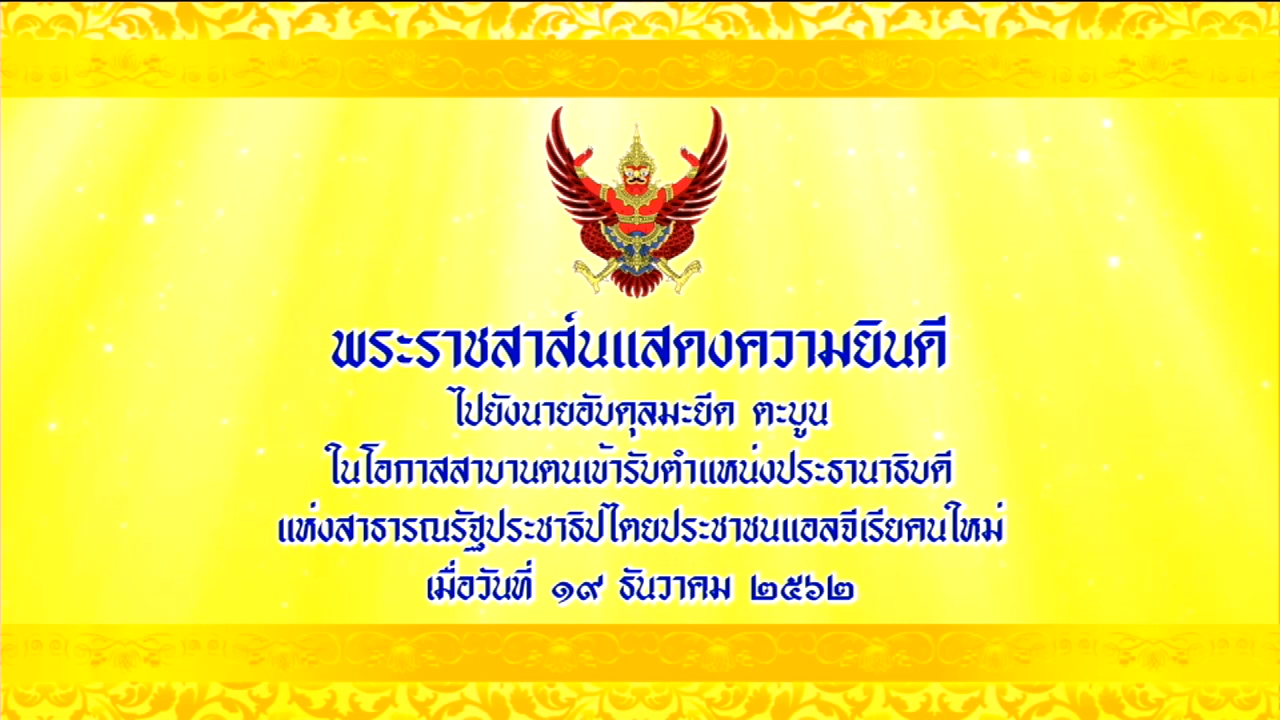 พระราชสาส์นแสดงความยินดี
ไปยังนายอับดุลมะยีด ตะบูน
ในโอกาสสาบานตนเข้ารับตำแหน่งประธานาธิบดี
แห่งสาธารณรัฐประชาธิปไตยประชาชนแอลจีเรียคนใหม่
เมื่อวันที่ ๑๙ ธันวาคม ๒๕๖๒